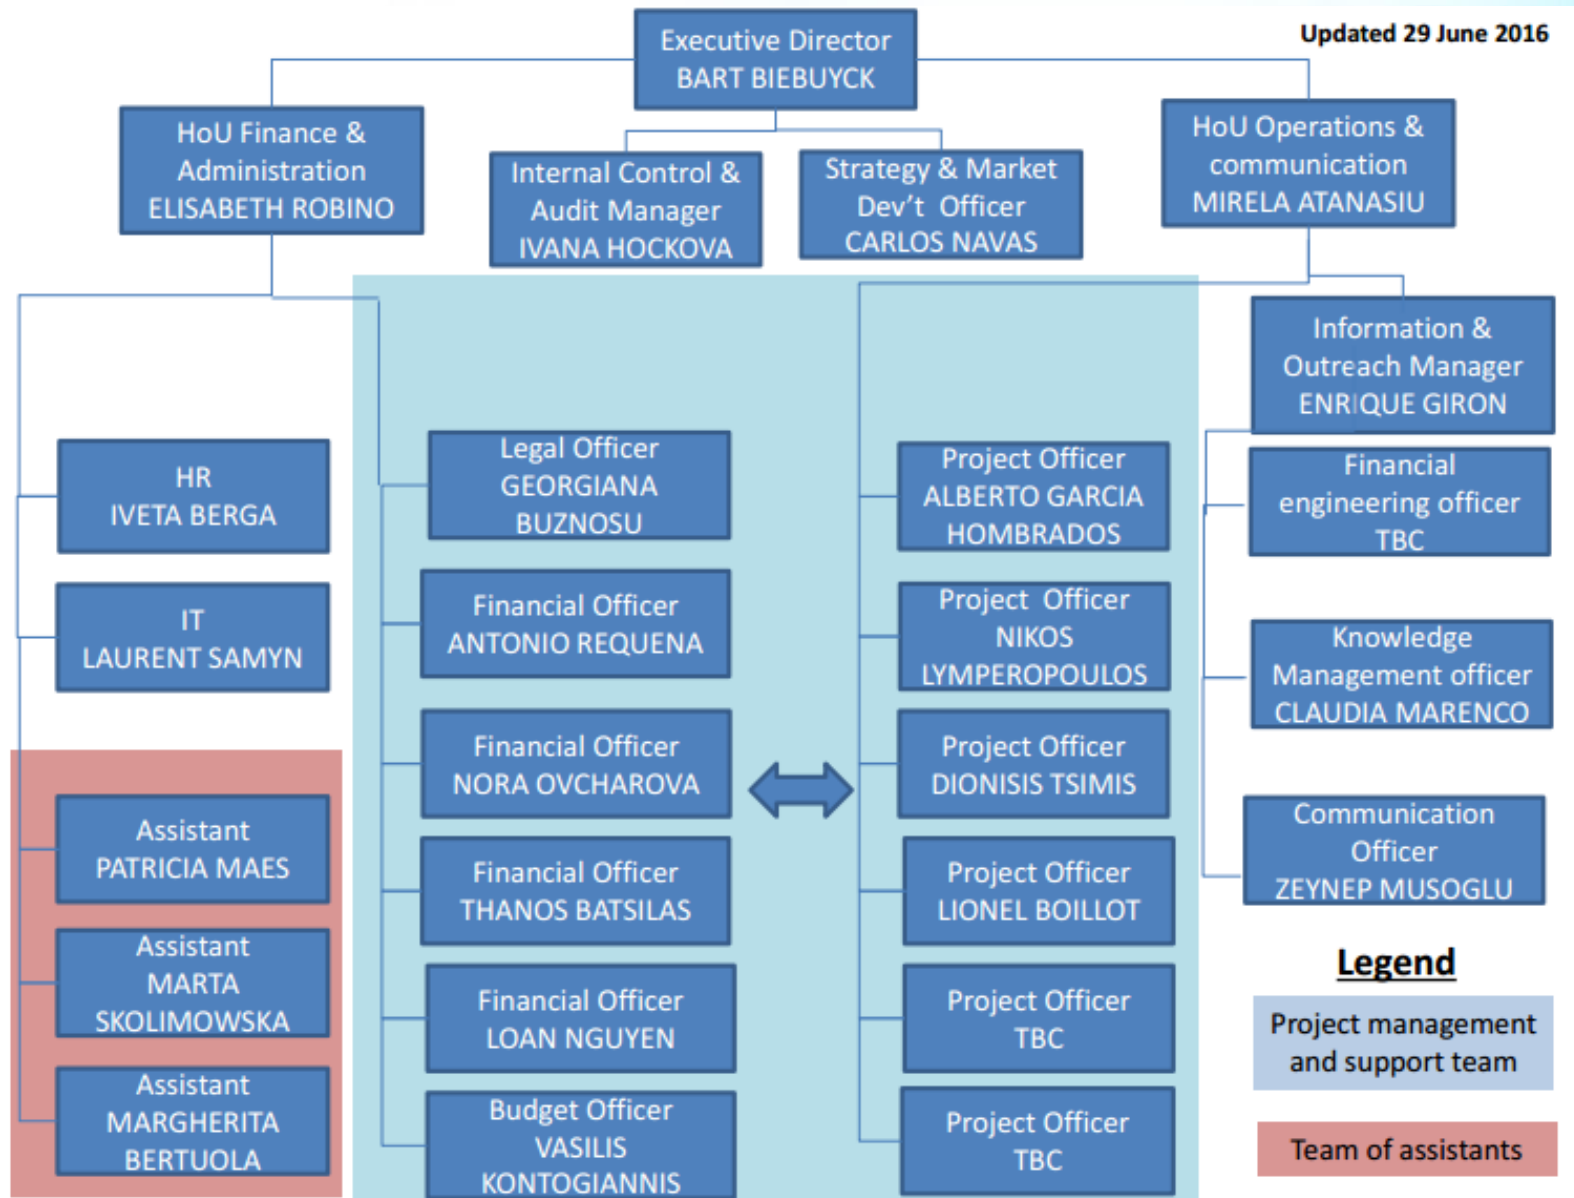 Updated 29 June 2016
Executive Director
BART BIEBUYCK
HoU Finance &
Administration
ELISABETH ROBINO
Internal Control &
Audit Manager
IVANA HOCKOVA
Strategy & Market
Dev't Officer
CARLOS NAVAS
HoU Operations &
communication
MIRELA ATANASIU
Information &
Outreach Manager
ENRIQUE GIRON
HR
IVETA BERGA
IT
LAURENT SAMYN
Assistant
PATRICIA MAES
Assistant
MARTA
SKOLIMOWSKA
Assistant
MARGHERITA
BERTUOLA
Legal Officer
GEORGIANA
BUZNOSU
Financial Officer
ANTONIO REQUENA
Financial Officer
NORA OVCHAROVA
Financial Officer
THANOS BATSILAS
Financial Officer
LOAN NGUYEN
Budget Officer
VASILIS
KONTOGIANNIS
Project Officer
ALBERTO GARCIA
HOMBRADOS
Project Officer
NIKOS
LYMPEROPOULOS
Project Officer
DIONISIS TSIMIS
Project Officer
LIONEL BOILLOT
Project Officer
TBC
Project Officer
TBC
Financial
engineering officer
TBC
Knowledge
Management officer
CLAUDIA MARENCO
Communication
Officer
ZEYNEP MUSOGLU
Legend
Project management
and support team
Team of assistants